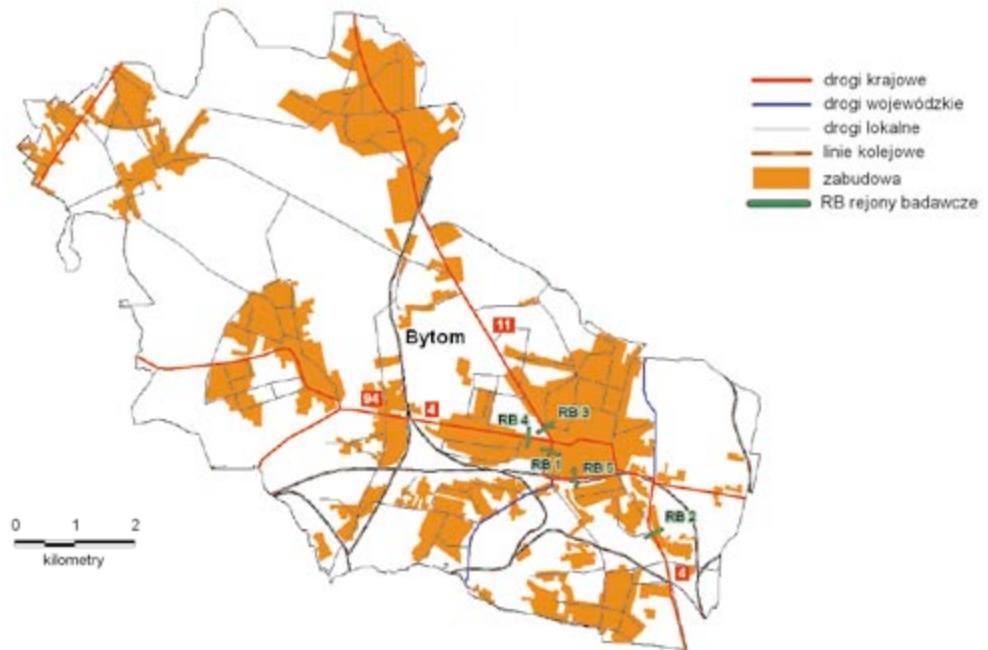 drogi krajowe
drogi wojewódzkie
drogi lokalne
linie kolejowe
zabudowa
RB rejony badawcze
11
Bytom
94
4
RB 3
RB 4
RB 1
RB 5
RB 2
4
0 1 2
kilometry